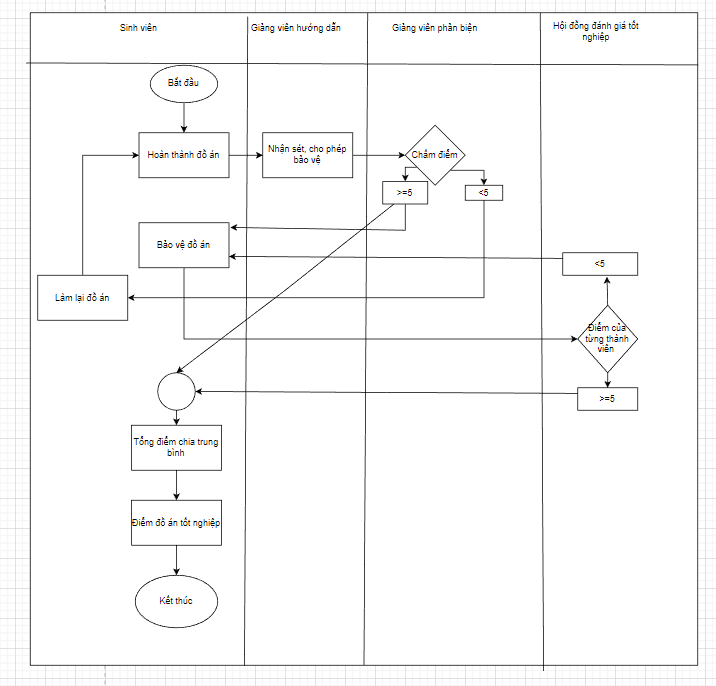 Sinh viên
Giảng viên hướng dẫn
Giảng viên phản biện
Hội đồng đánh giá tốt
nghiệp
Bắt đầu
Hoàn thành đồ án
Nhận sét, cho phép
bảo vệ
Chấm điểm
>=5
<5
Bảo vệ đồ án
<5
Làm lại đồ án
Điểm của
từng thành
viên
>=5
Tổng điểm chia trung
bình
Điểm đồ án tốt nghiệp
Kết thúc